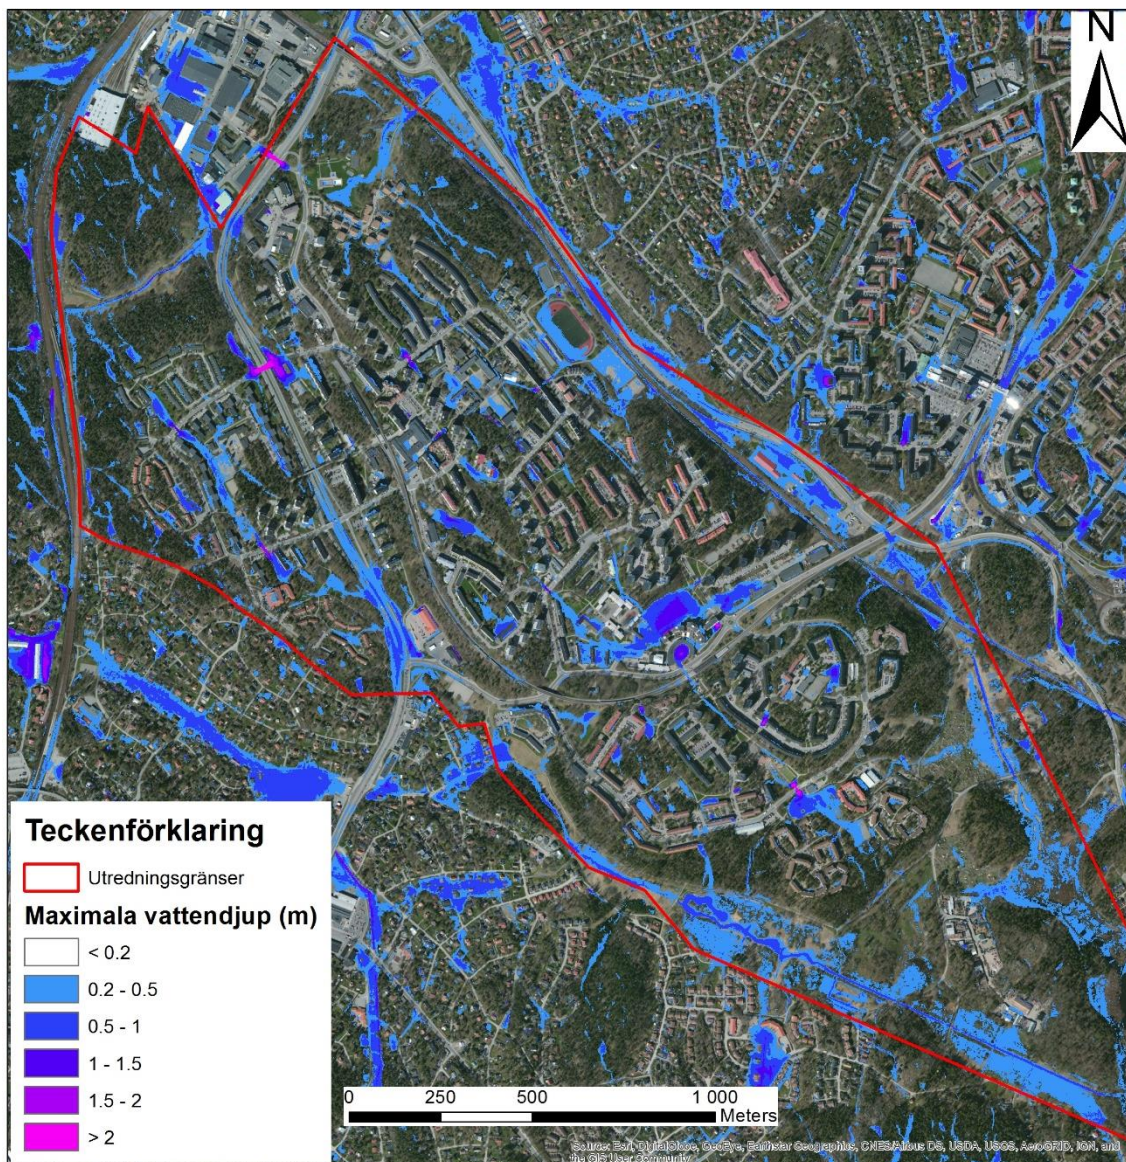 N
Teckenförklaring
Utredningsgränser
Maximala vattendjup (m)
< 0.2
0.2 - 0.5
0.5 - 1
1 - 1.5
1.5 - 2
> 2
0 250 500 1 000
Meters
Source: Esri, DigitalGlobe, GeoEye, Earthstar Geographics, CNES/Airbus DS, USDA, USGS, AeroGRID, IGN, and
the GIS User Community